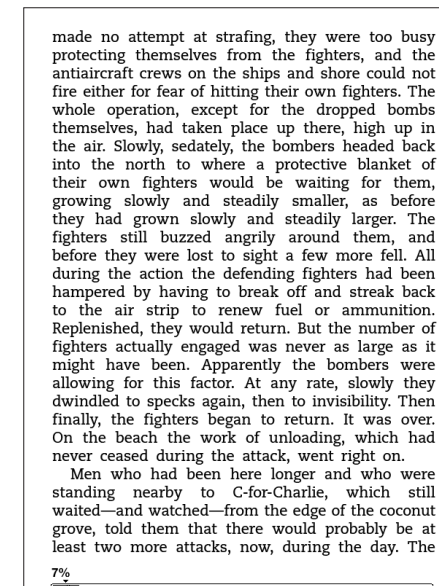 made no attempt at strafing, they were too busy
protecting themselves from the fighters, and the
antiaircraft crews on the ships and shore could not
fire either for fear of hitting their own fighters. The
whole operation, except for the dropped bombs
themselves, had taken place up there, high up in
the air. Slowly, sedately, the bombers headed back
into the north to where a protective blanket of
their own fighters would be waiting for them,
growing slowly and steadily smaller, as before
they had grown slowly and steadily larger. The
fighters still buzzed angrily around them, and
before they were lost to sight a few more fell. All
during the action the defending fighters had been
hampered by having to break off and streak back
to the air strip to renew fuel or ammunition.
Replenished, they would return. But the number of
fighters actually engaged was never as large as it
might have been. Apparently the bombers were
allowing for this factor. At any rate, slowly they
dwindled to specks again, then to invisibility. Then
finally, the fighters began to return. It was over.
On the beach the work of unloading, which had
never ceased during the attack, went right on.
Men who had been here longer and who were
standing nearby to C-for-Charlie, which still
waited—and watched—from the edge of the coconut
grove, told them that there would probably be at
least two more attacks, now, during the day. The
7%